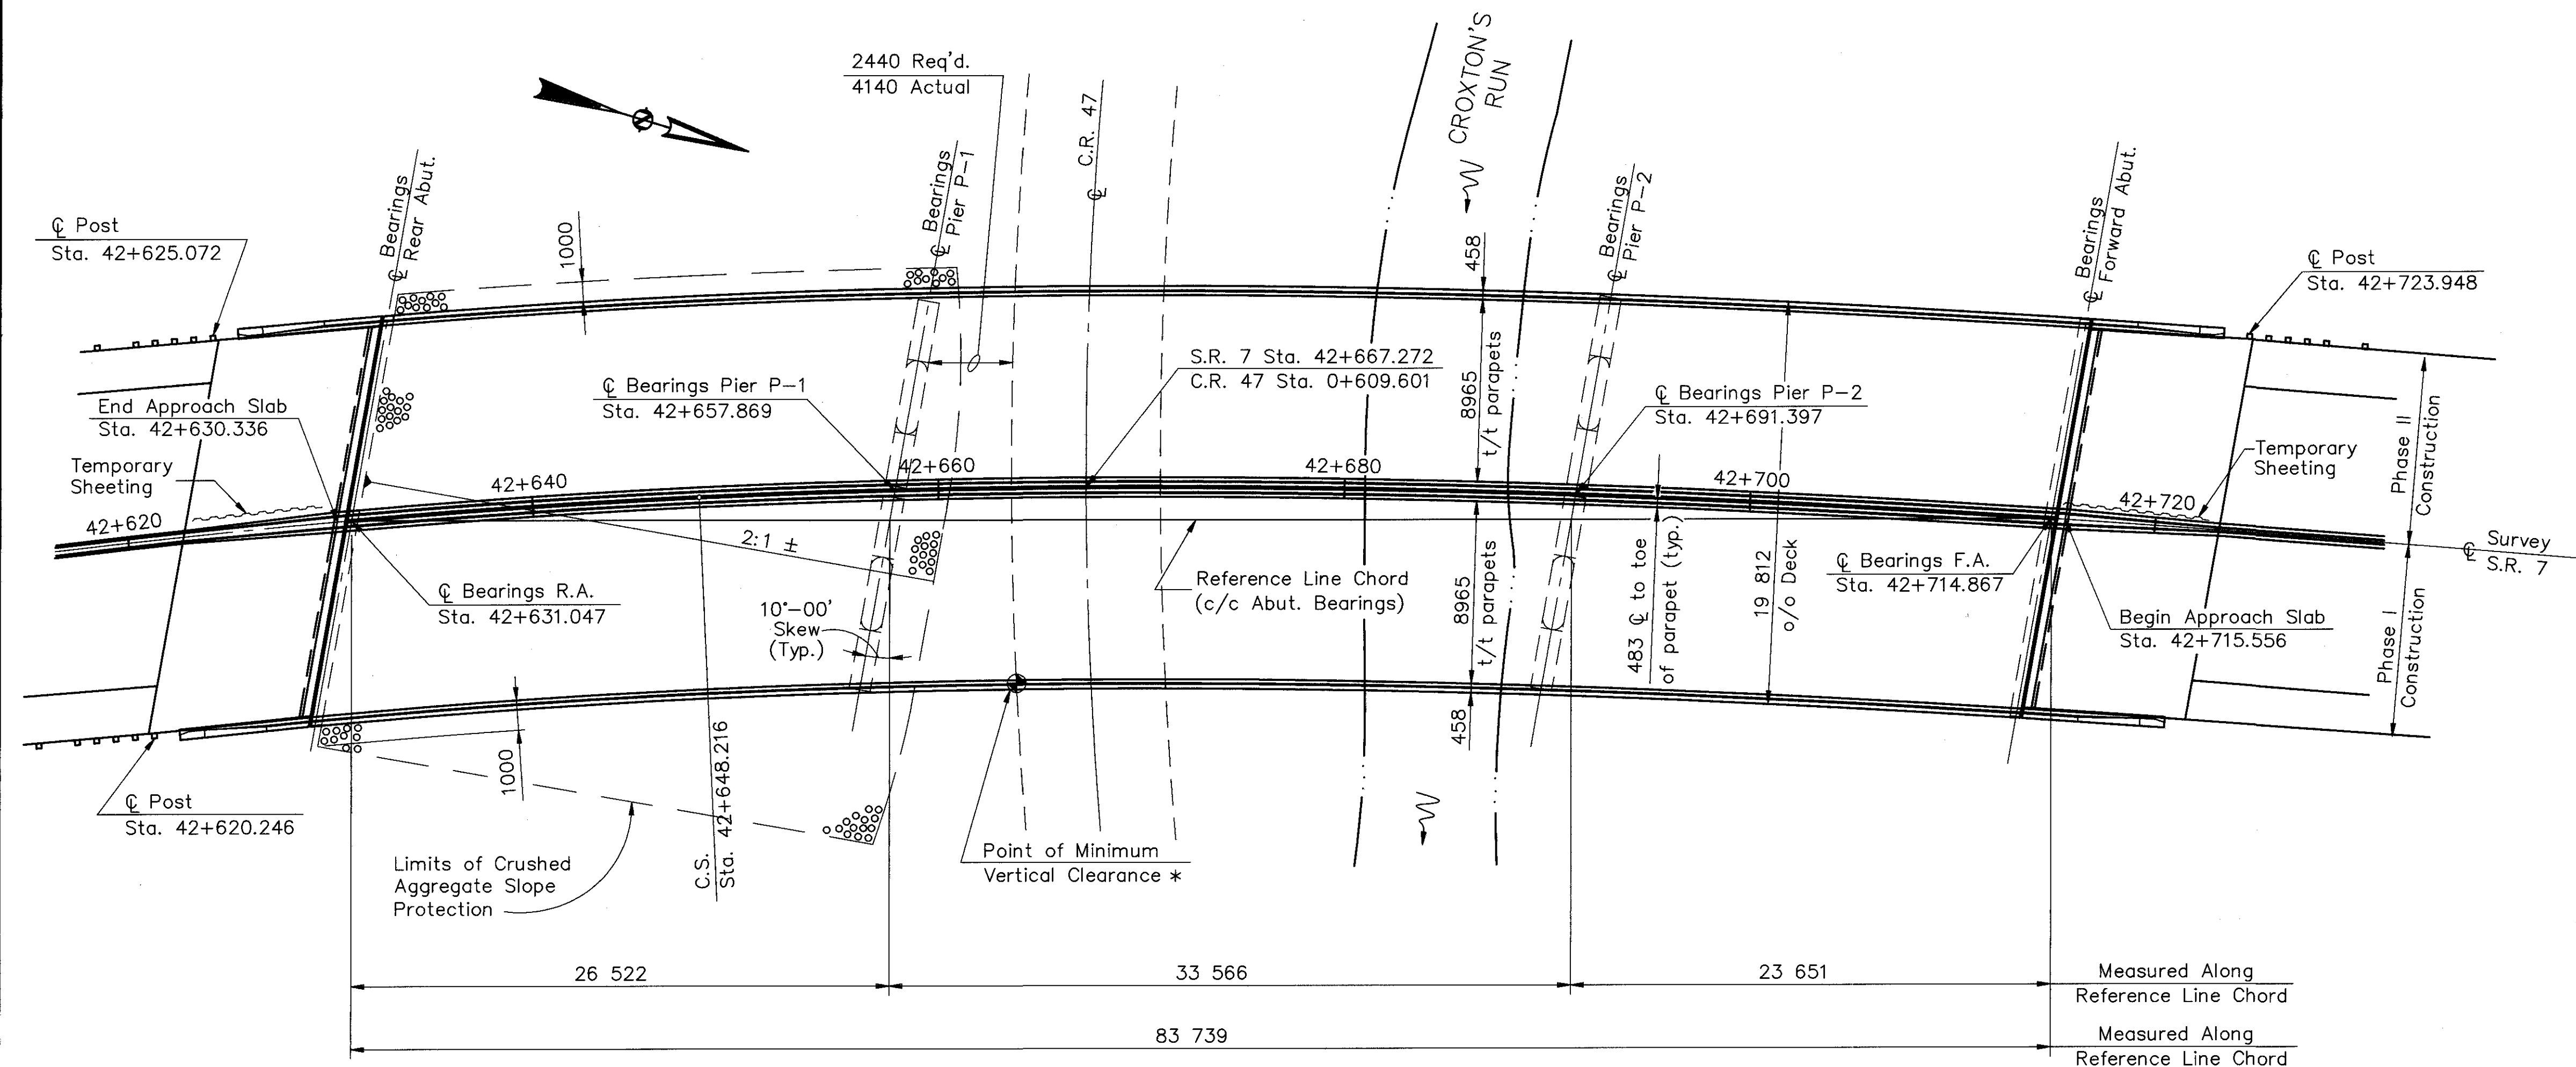 2440 Req'd.
4140 Actual
CROXTON'S
RUN
℄ C.R. 47
Bearings
℄ Rear Abut.
Bearings
℄ Pier P-1
Bearings
℄ Pier P-2
Bearings
℄ Forward Abut.
℄ Post
Sta. 42+625.072
1000
458
℄ Post
Sta. 42+723.948
S.R. 7 Sta. 42+667.272
C.R. 47 Sta. 0+609.601
8965
t/t parapets
℄ Bearings Pier P-1
Sta. 42+657.869
℄ Bearings Pier P-2
Sta. 42+691.397
End Approach Slab
Sta. 42+630.336
Temporary
Sheeting
Temporary
Sheeting
Phase II
Construction
42+620
42+640
42+660
42+680
42+700
42+720
2:1 ±
℄ Survey
S.R. 7
℄ Bearings R.A.
Sta. 42+631.047
Reference Line Chord
(c/c Abut. Bearings)
10°-00'
Skew
(Typ.)
8965
t/t parapets
483 ℄ to toe
of parapet (typ.)
19 812
o/o Deck
℄ Bearings F.A.
Sta. 42+714.867
Begin Approach Slab
Sta. 42+715.556
Phase I
Construction
458
1000
C.S.
Sta. 42+648.216
℄ Post
Sta. 42+620.246
Limits of Crushed
Aggregate Slope
Protection
Point of Minimum
Vertical Clearance *
26 522
33 566
23 651
Measured Along
Reference Line Chord
83 739
Measured Along
Reference Line Chord